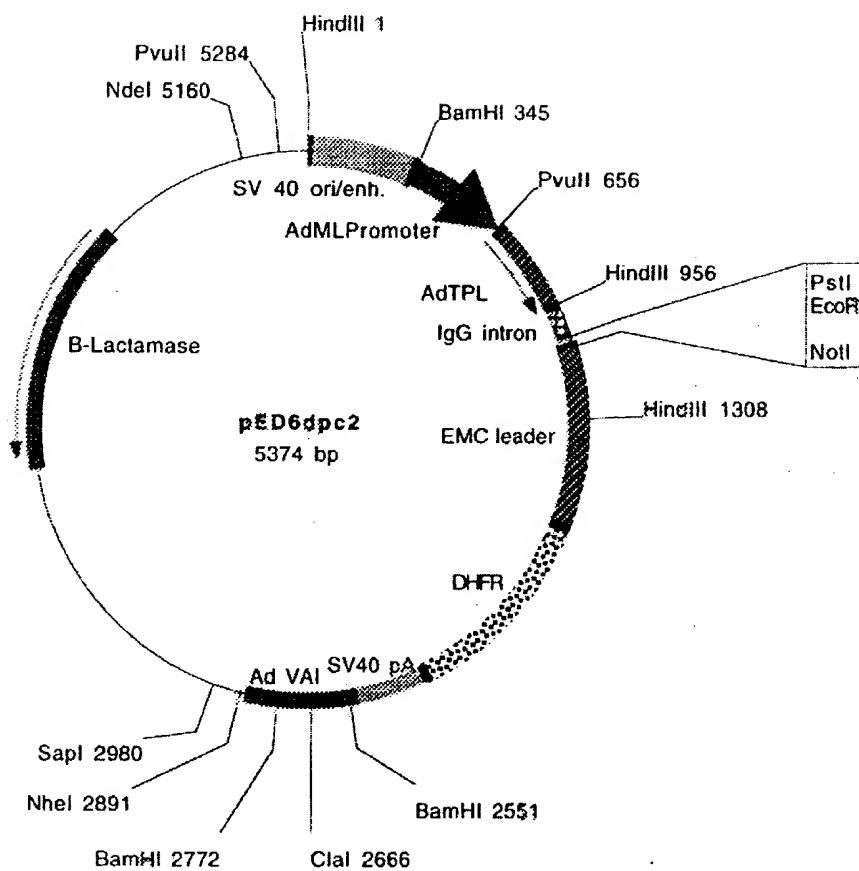 HindIII 1
PvuII 5284
NdeI 5160
BamHI 345
SV 40 ori/enh.
PvuII 656
AdMLPromoter
HindIII 956
AdTPL
PstI
EcoR
IgG intron
B-Lactamase
NotI
HindIII 1308
pED6dpc2
EMC leader
5374 bp
DHFR
SV40 pA
Ad VAI
SapI 2980
NheI 2891
BamHI 2551
BamHI 2772
ClaI 2666